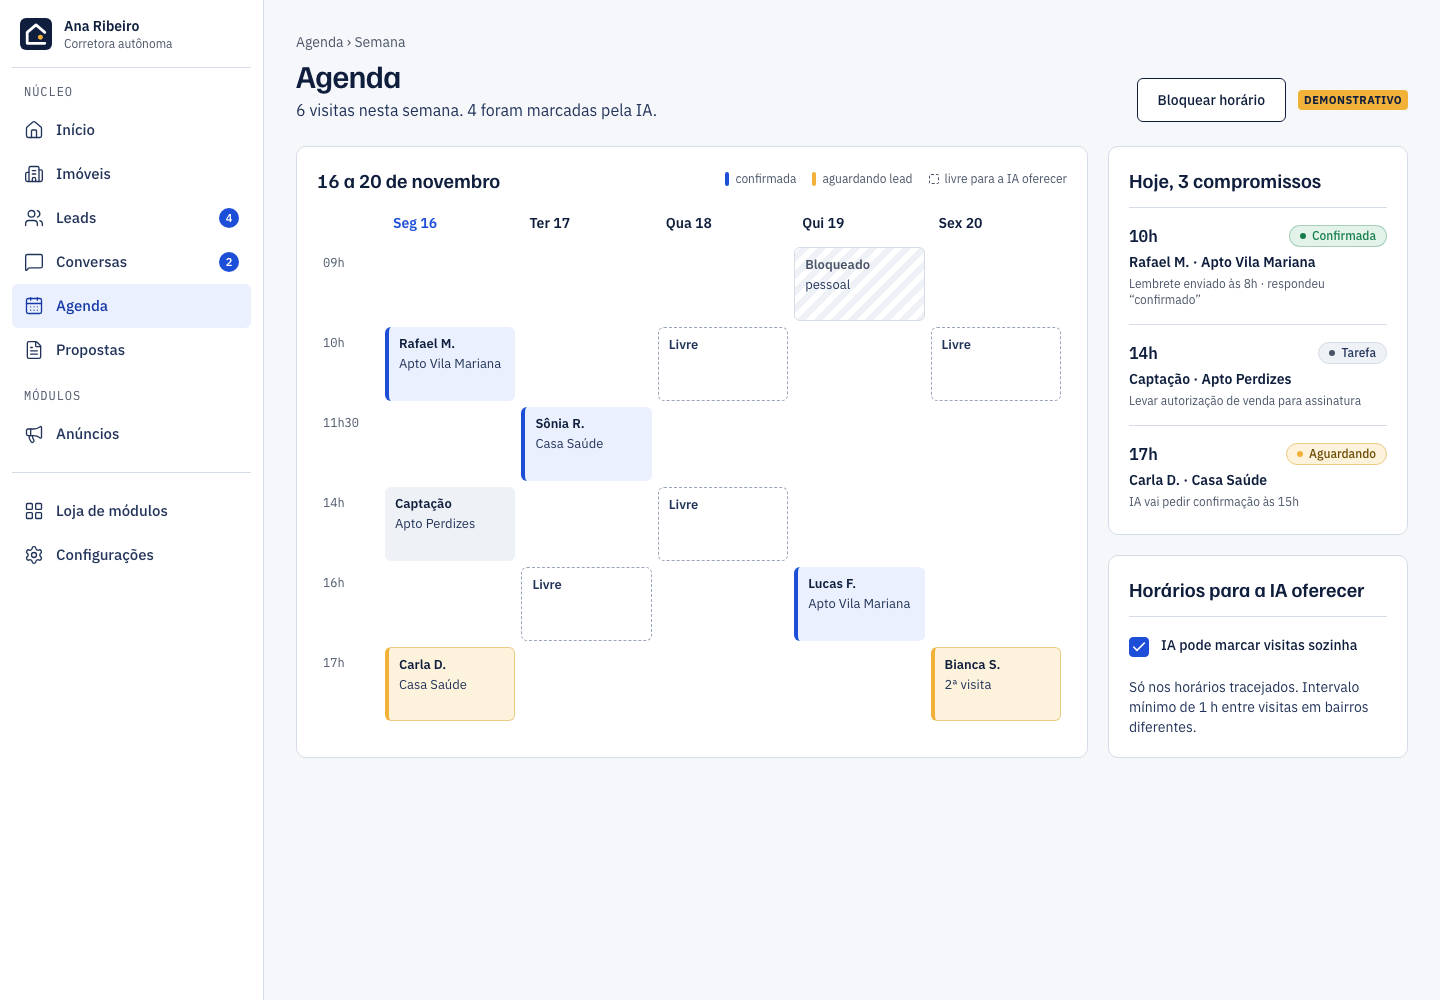 Ana Ribeiro
Corretora autônoma
NÚCLEO
Início
Imóveis
Leads 4
Conversas 2
Agenda
Propostas
MÓDULOS
Anúncios
Loja de módulos
Configurações
Agenda › Semana
Agenda
6 visitas nesta semana. 4 foram marcadas pela IA.
Bloquear horário
DEMONSTRATIVO
16 a 20 de novembro
confirmada aguardando lead livre para a IA oferecer
Seg 16 Ter 17 Qua 18 Qui 19 Sex 20
09h
Bloqueado
pessoal
10h
Rafael M.
Apto Vila Mariana
Livre
Livre
11h30
Sônia R.
Casa Saúde
14h
Captação
Apto Perdizes
Livre
16h
Livre
Lucas F.
Apto Vila Mariana
17h
Carla D.
Casa Saúde
Bianca S.
2ª visita
Hoje, 3 compromissos
10h Confirmada
Rafael M. · Apto Vila Mariana
Lembrete enviado às 8h · respondeu
“confirmado”
14h Tarefa
Captação · Apto Perdizes
Levar autorização de venda para assinatura
17h Aguardando
Carla D. · Casa Saúde
IA vai pedir confirmação às 15h
Horários para a IA oferecer
IA pode marcar visitas sozinha
Só nos horários tracejados. Intervalo
mínimo de 1 h entre visitas em bairros
diferentes.